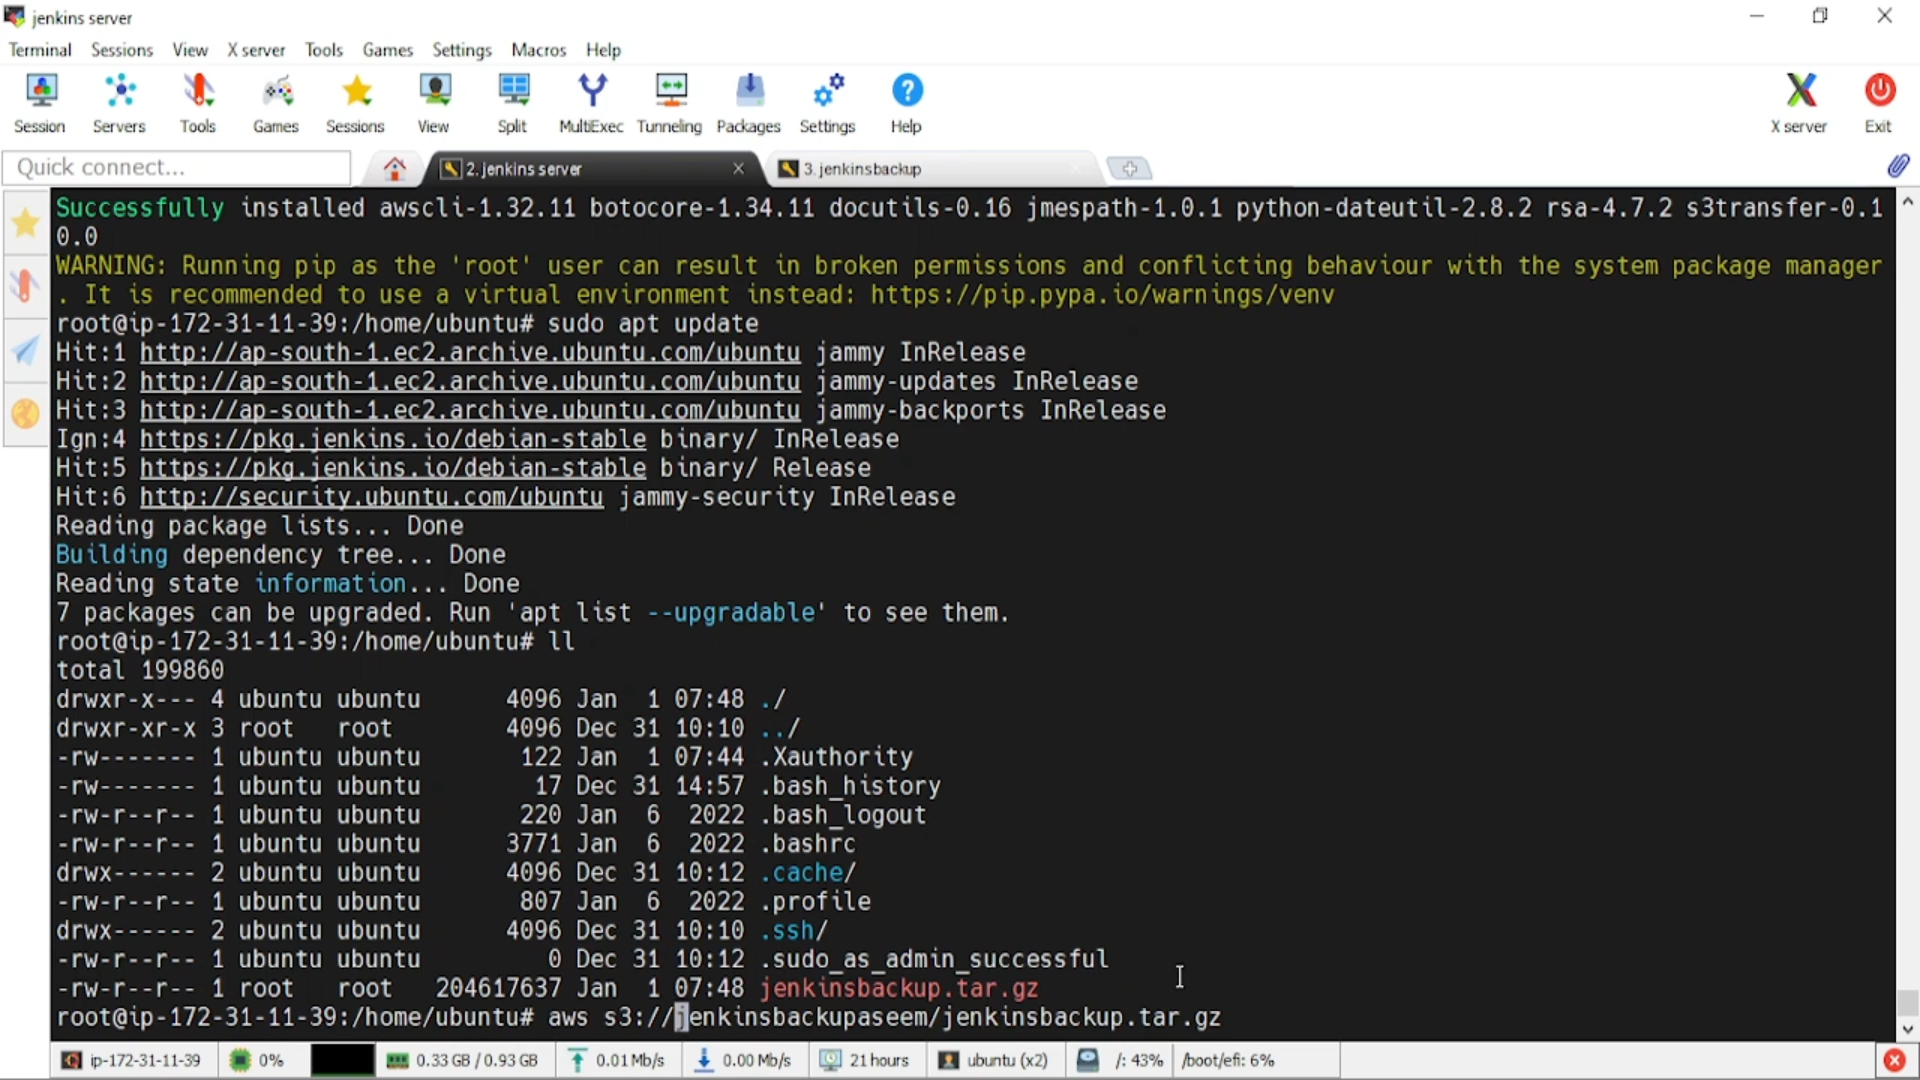 jenkins server
Terminal Sessions View X server Tools Games Settings Macros Help
Session Servers Tools Games Sessions View Split MultiExec Tunneling Packages Settings Help X server Exit
Quick connect... 2. jenkins server 3. jenkinsbackup
Successfully installed awscli-1.32.11 botocore-1.34.11 docutils-0.16 jmespath-1.0.1 python-dateutil-2.8.2 rsa-4.7.2 s3transfer-0.1
0.0
WARNING: Running pip as the 'root' user can result in broken permissions and conflicting behaviour with the system package manager
. It is recommended to use a virtual environment instead: https://pip.pypa.io/warnings/venv
root@ip-172-31-11-39:/home/ubuntu# sudo apt update
Hit:1 http://ap-south-1.ec2.archive.ubuntu.com/ubuntu jammy InRelease
Hit:2 http://ap-south-1.ec2.archive.ubuntu.com/ubuntu jammy-updates InRelease
Hit:3 http://ap-south-1.ec2.archive.ubuntu.com/ubuntu jammy-backports InRelease
Ign:4 https://pkg.jenkins.io/debian-stable binary/ InRelease
Hit:5 https://pkg.jenkins.io/debian-stable binary/ Release
Hit:6 http://security.ubuntu.com/ubuntu jammy-security InRelease
Reading package lists... Done
Building dependency tree... Done
Reading state information... Done
7 packages can be upgraded. Run 'apt list --upgradable' to see them.
root@ip-172-31-11-39:/home/ubuntu# ll
total 199860
drwxr-x--- 4 ubuntu ubuntu 4096 Jan 1 07:48 ./
drwxr-xr-x 3 root root 4096 Dec 31 10:10 ../
-rw------- 1 ubuntu ubuntu 122 Jan 1 07:44 .Xauthority
-rw------- 1 ubuntu ubuntu 17 Dec 31 14:57 .bash_history
-rw-r--r-- 1 ubuntu ubuntu 220 Jan 6 2022 .bash_logout
-rw-r--r-- 1 ubuntu ubuntu 3771 Jan 6 2022 .bashrc
drwx------ 2 ubuntu ubuntu 4096 Dec 31 10:12 .cache/
-rw-r--r-- 1 ubuntu ubuntu 807 Jan 6 2022 .profile
drwx------ 2 ubuntu ubuntu 4096 Dec 31 10:10 .ssh/
-rw-r--r-- 1 ubuntu ubuntu 0 Dec 31 10:12 .sudo_as_admin_successful
-rw-r--r-- 1 root root 204617637 Jan 1 07:48 jenkinsbackup.tar.gz
root@ip-172-31-11-39:/home/ubuntu# aws s3://jenkinsbackupaseem/jenkinsbackup.tar.gz
ip-172-31-11-39 0% 0.33 GB / 0.93 GB 0.01 Mb/s 0.00 Mb/s 21 hours ubuntu (x2) /: 43% /boot/efi: 6%